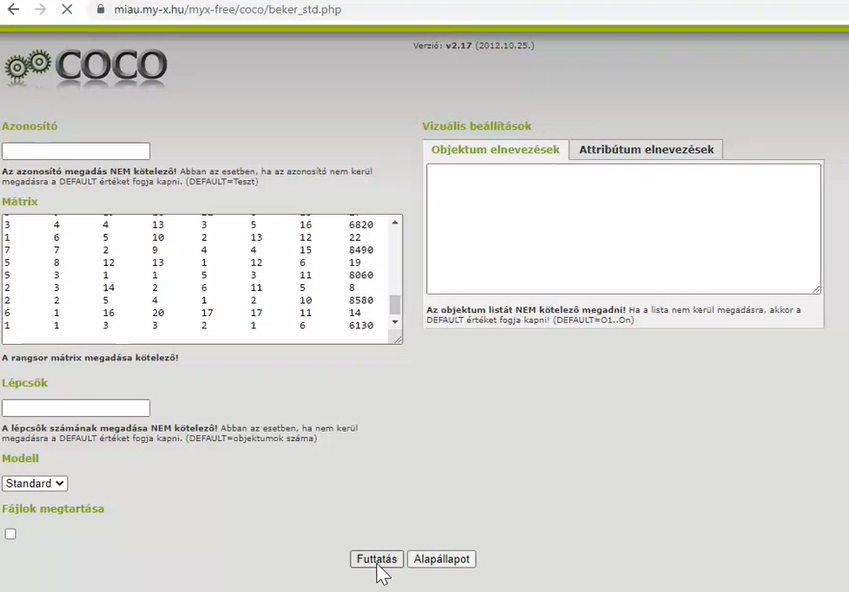 miau.my-x.hu/myx-free/coco/beker_std.php
Verzió: v2.17 (2012.10.25.)
COCO
Azonosító
Az azonosító megadás NEM kötelező! Abban az esetben, ha az azonosító nem kerül
megadásra a DEFAULT értéket fogja kapni. (DEFAULT=Teszt)
Mátrix
3 4 4 13 3 5 16 6820
1 6 5 10 2 13 12 22
7 7 2 9 4 4 15 8490
5 8 12 13 1 12 6 19
5 3 1 1 5 3 11 8060
2 3 14 2 6 11 5 8
2 2 5 4 1 2 10 8580
6 1 16 20 17 17 11 14
1 1 3 3 2 1 6 6130
A rangsor mátrix megadása kötelező!
Lépcsők
A lépcsők számának megadása NEM kötelező! Abban az esetben, ha nem kerül
megadásra a DEFAULT értéket fogja kapni. (DEFAULT=objektumok száma)
Modell
Standard
Fájlok megtartása
Vizuális beállítások
Objektum elnevezések Attribútum elnevezések
Az objektum listát NEM kötelező megadni! Ha a lista nem kerül megadásra, akkor a
DEFAULT értéket fogja kapni! (DEFAULT=O1..On)
Futtatás Alapállapot